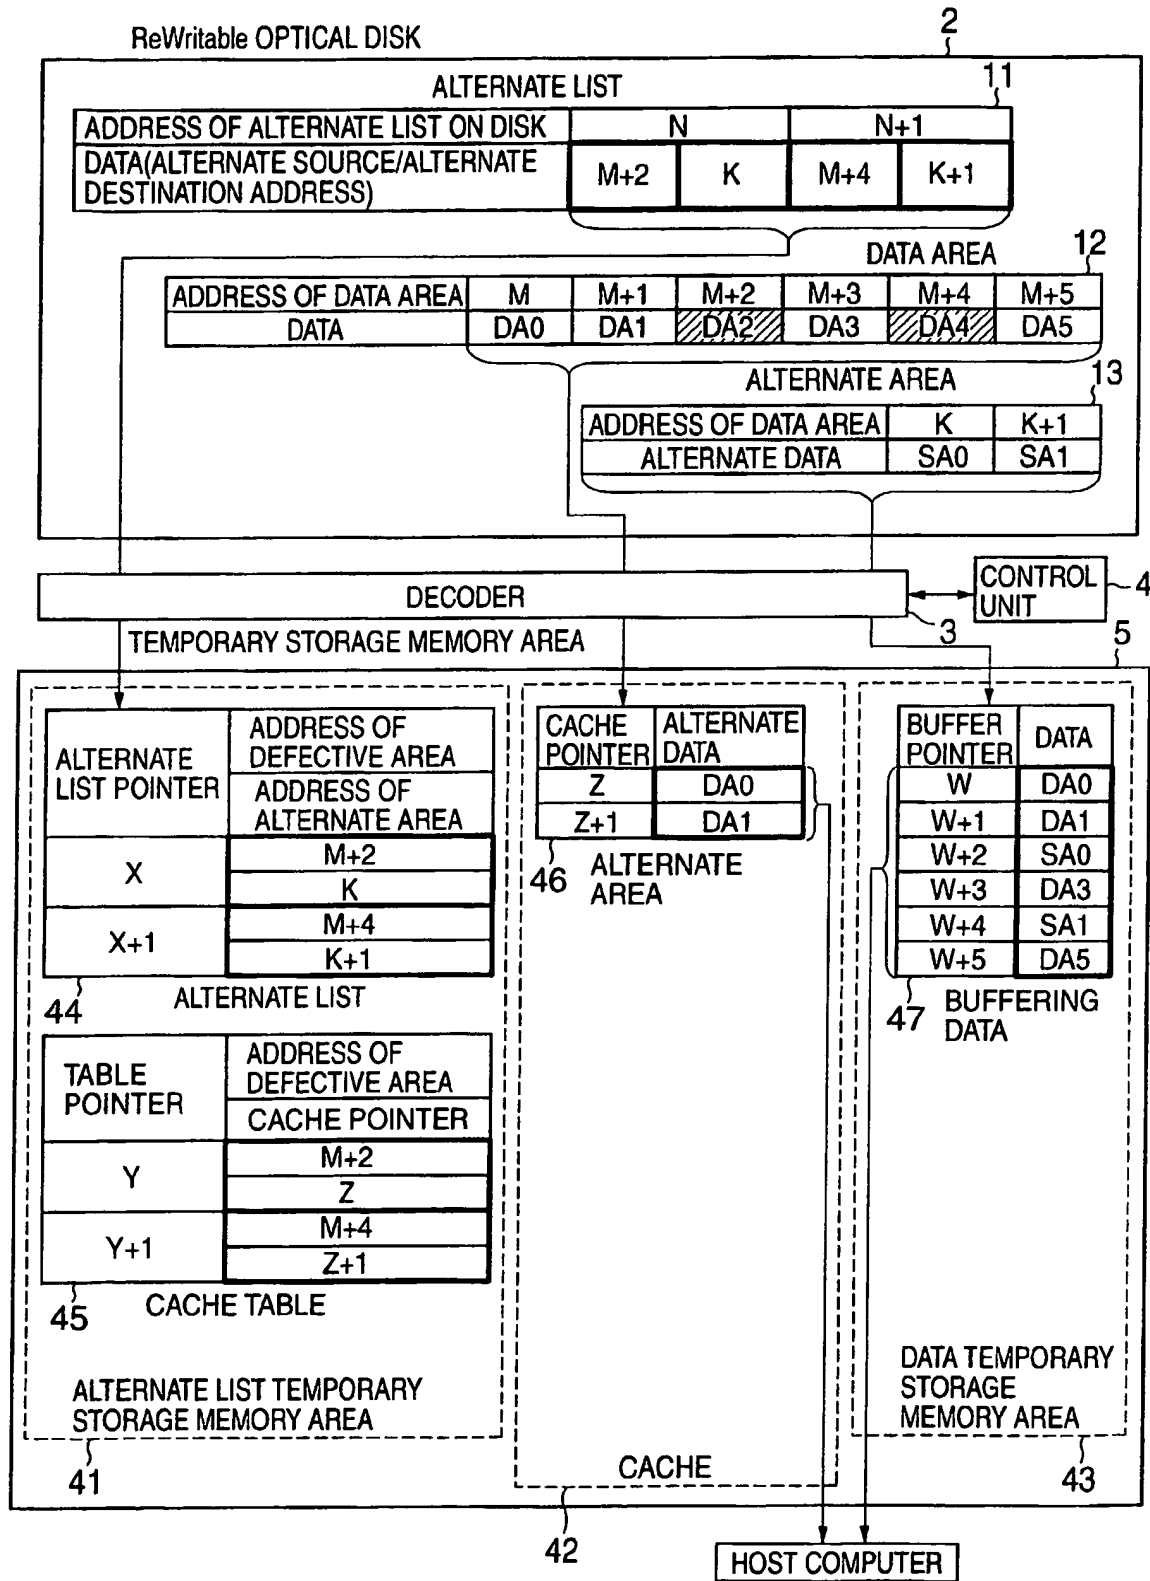 2
ReWritable OPTICAL DISK
ALTERNATE LIST
11
ADDRESS OF ALTERNATE LIST ON DISK N N+1
DATA(ALTERNATE SOURCE/ALTERNATE
DESTINATION ADDRESS)
M+2 K M+4 K+1
DATA AREA
12
ADDRESS OF DATA AREA M M+1 M+2 M+3 M+4 M+5
DATA DA0 DA1 DA2 DA3 DA4 DA5
ALTERNATE AREA
13
ADDRESS OF DATA AREA K K+1
ALTERNATE DATA SA0 SA1
DECODER
3
CONTROL
UNIT
4
TEMPORARY STORAGE MEMORY AREA
5
ALTERNATE
LIST POINTER
ADDRESS OF
DEFECTIVE AREA
ADDRESS OF
ALTERNATE AREA
X
M+2
K
X+1
M+4
K+1
44
ALTERNATE LIST
TABLE
POINTER
ADDRESS OF
DEFECTIVE AREA
CACHE POINTER
Y
M+2
Z
Y+1
M+4
Z+1
45
CACHE TABLE
ALTERNATE LIST TEMPORARY
STORAGE MEMORY AREA
41
CACHE
POINTER
ALTERNATE
DATA
Z DA0
Z+1 DA1
46
ALTERNATE
AREA
CACHE
42
BUFFER
POINTER
DATA
W DA0
W+1 DA1
W+2 SA0
W+3 DA3
W+4 SA1
W+5 DA5
47
BUFFERING
DATA
DATA TEMPORARY
STORAGE
MEMORY AREA
43
HOST COMPUTER